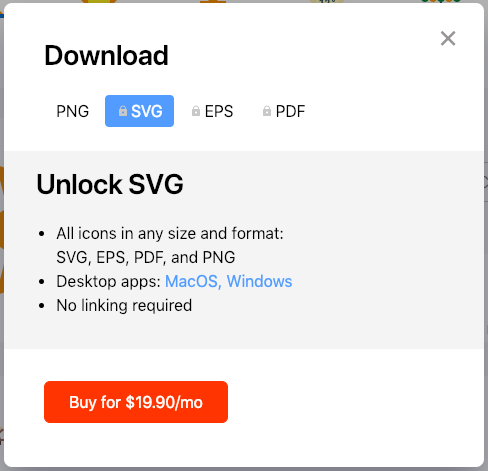 Download
PNG SVG EPS PDF
Unlock SVG
All icons in any size and format:
SVG, EPS, PDF, and PNG
Desktop apps: MacOS, Windows
No linking required
Buy for $19.90/mo